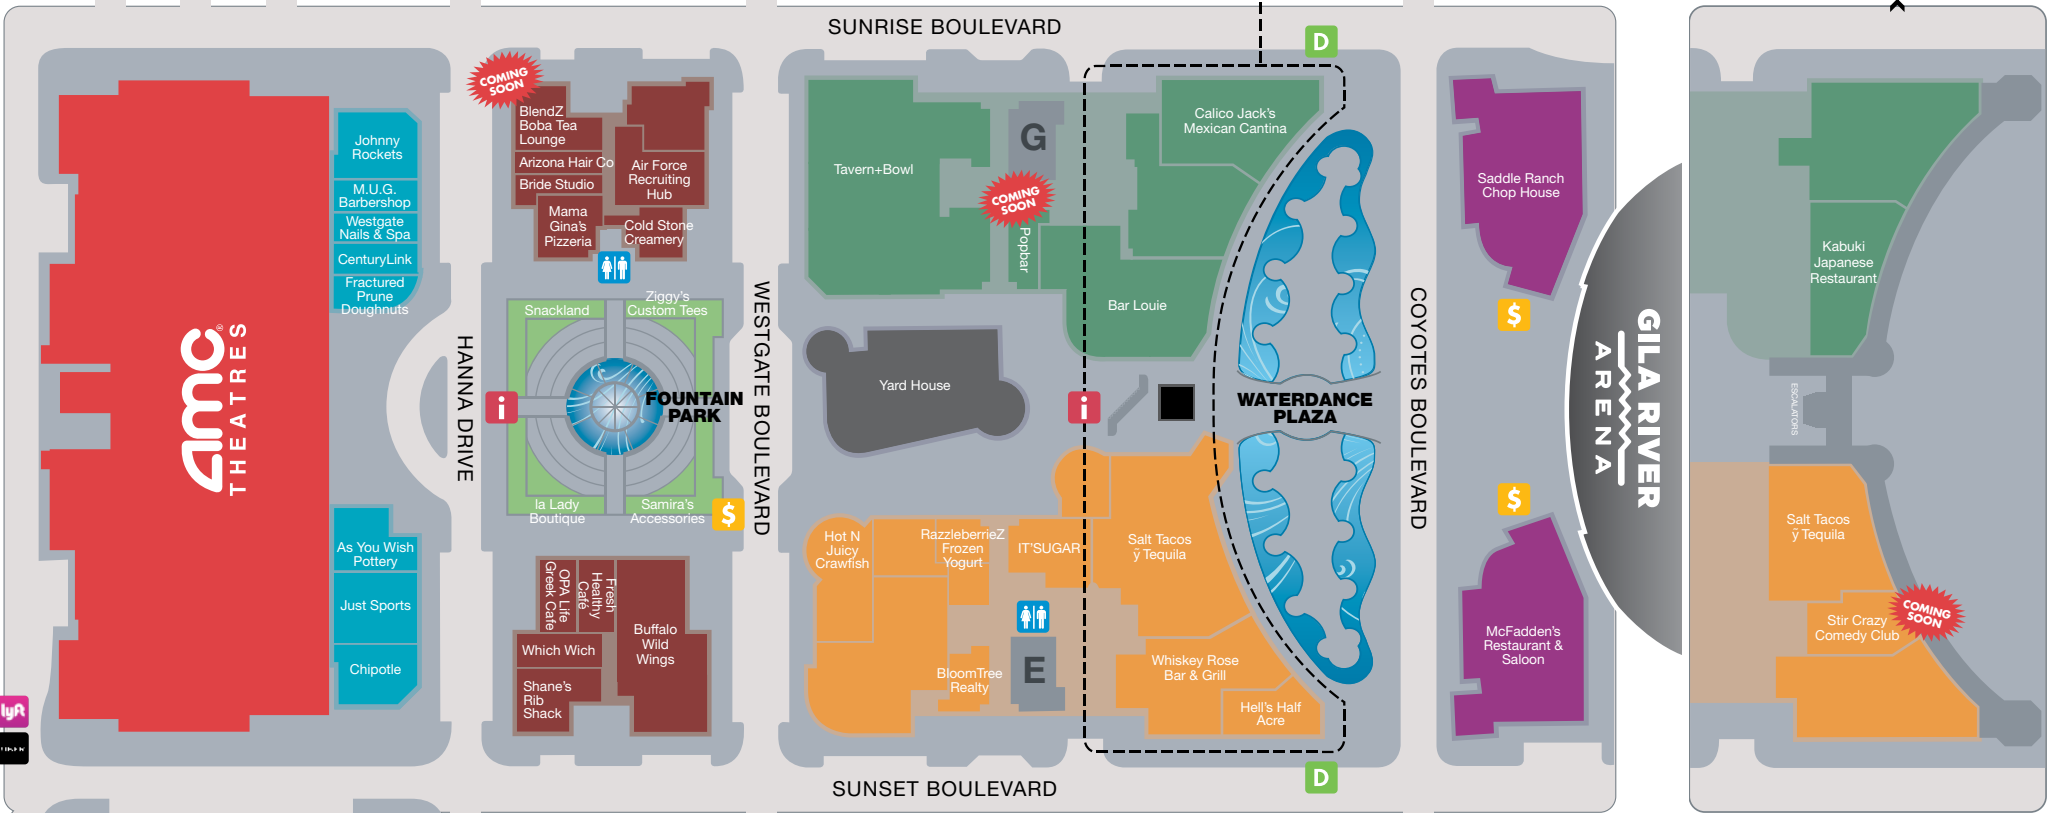 SUNRISE BOULEVARD
D
COMING
SOON
Johnny
Rockets
M.U.G.
Barbershop
Westgate
Nails & Spa
CenturyLink
Fractured
Prune
Doughnuts
amc
®
THEATRES
As You Wish
Pottery
Just Sports
Chipotle
lyft
UBER
HANNA DRIVE
BlendZ
Boba Tea
Lounge
Arizona Hair Co
Bride Studio
Mama
Gina's
Pizzeria
Air Force
Recruiting
Hub
Cold Stone
Creamery
Snackland
Ziggy's
Custom Tees
i
FOUNTAIN
PARK
la Lady
Boutique
Samira's
Accessories
$
OPA Life
Greek Cafe
Fresh
Healthy
Café
Buffalo
Wild
Wings
Which Wich
Shane's
Rib
Shack
WESTGATE BOULEVARD
Tavern+Bowl
G
COMING
SOON
Popbar
Calico Jack's
Mexican Cantina
Bar Louie
Yard House
i
WATERDANCE
PLAZA
Hot N
Juicy
Crawfish
RazzleberrieZ
Frozen
Yogurt
IT'SUGAR
Salt Tacos
ÿ Tequila
BloomTree
Realty
E
Whiskey Rose
Bar & Grill
Hell's Half
Acre
D
SUNSET BOULEVARD
COYOTES BOULEVARD
Saddle Ranch
Chop House
$
GILA RIVER
ARENA
$
McFadden's
Restaurant &
Saloon
Kabuki
Japanese
Restaurant
ESCALATORS
Salt Tacos
ÿ Tequila
Stir Crazy
Comedy Club
COMING
SOON